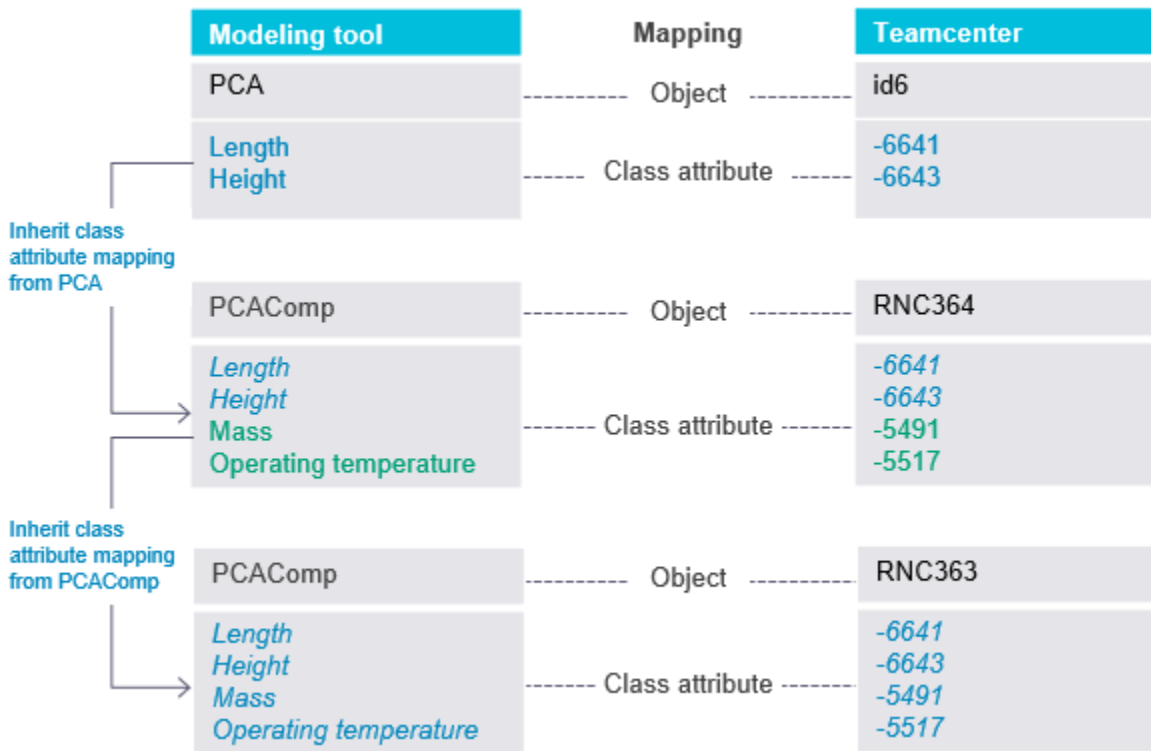 Modeling tool Mapping Teamcenter
PCA Object id6
Length -6641
Height Class attribute -6643
Inherit class
attribute mapping
from PCA
PCAComp Object RNC364
Length -6641
Height -6643
Mass Class attribute -5491
Operating temperature -5517
Inherit class
attribute mapping
from PCAComp
PCAComp Object RNC363
Length -6641
Height -6643
Mass Class attribute -5491
Operating temperature -5517